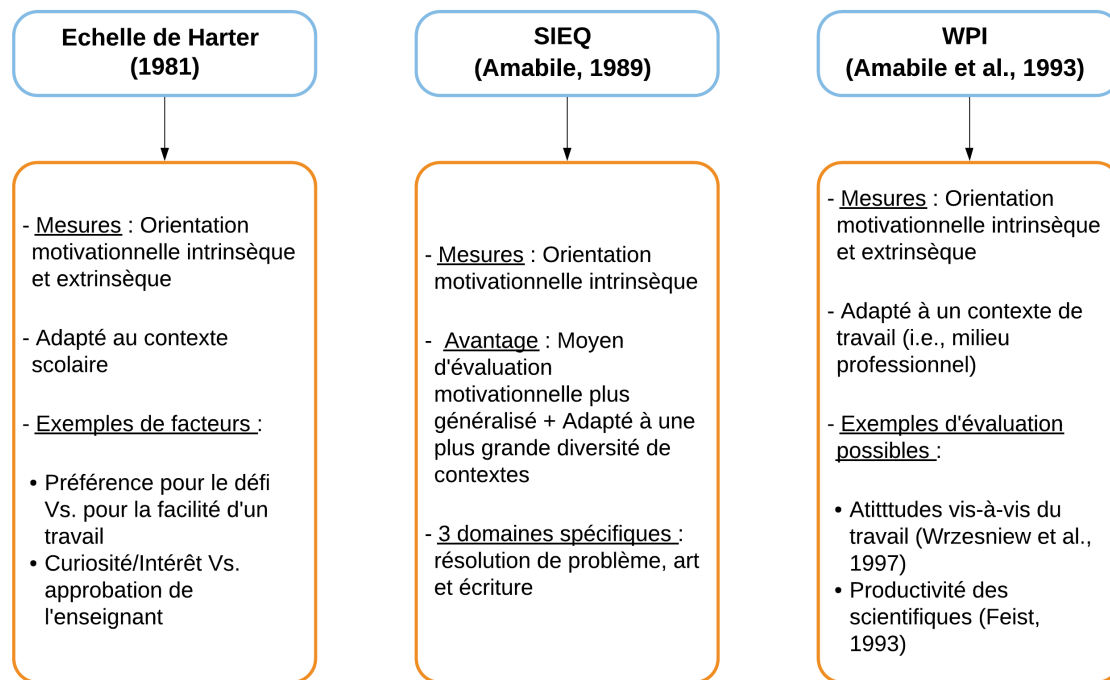 Echelle de Harter
(1981)
- Mesures : Orientation
motivationnelle intrinsèque
et extrinsèque
- Adapté au contexte
scolaire
- Exemples de facteurs :
• Préférence pour le défi
Vs. pour la facilité d'un
travail
• Curiosité/Intérêt Vs.
approbation de
l'enseignant
SIEQ
(Amabile, 1989)
- Mesures : Orientation
motivationnelle intrinsèque
- Avantage : Moyen
d'évaluation
motivationnelle plus
généralisé + Adapté à une
plus grande diversité de
contextes
- 3 domaines spécifiques :
résolution de problème, art
et écriture
WPI
(Amabile et al., 1993)
- Mesures : Orientation
motivationnelle intrinsèque
et extrinsèque
- Adapté à un contexte de
travail (i.e., milieu
professionnel)
- Exemples d'évaluation
possibles :
• Atitttudes vis-à-vis du
travail (Wrzesniew et al.,
1997)
• Productivité des
scientifiques (Feist,
1993)